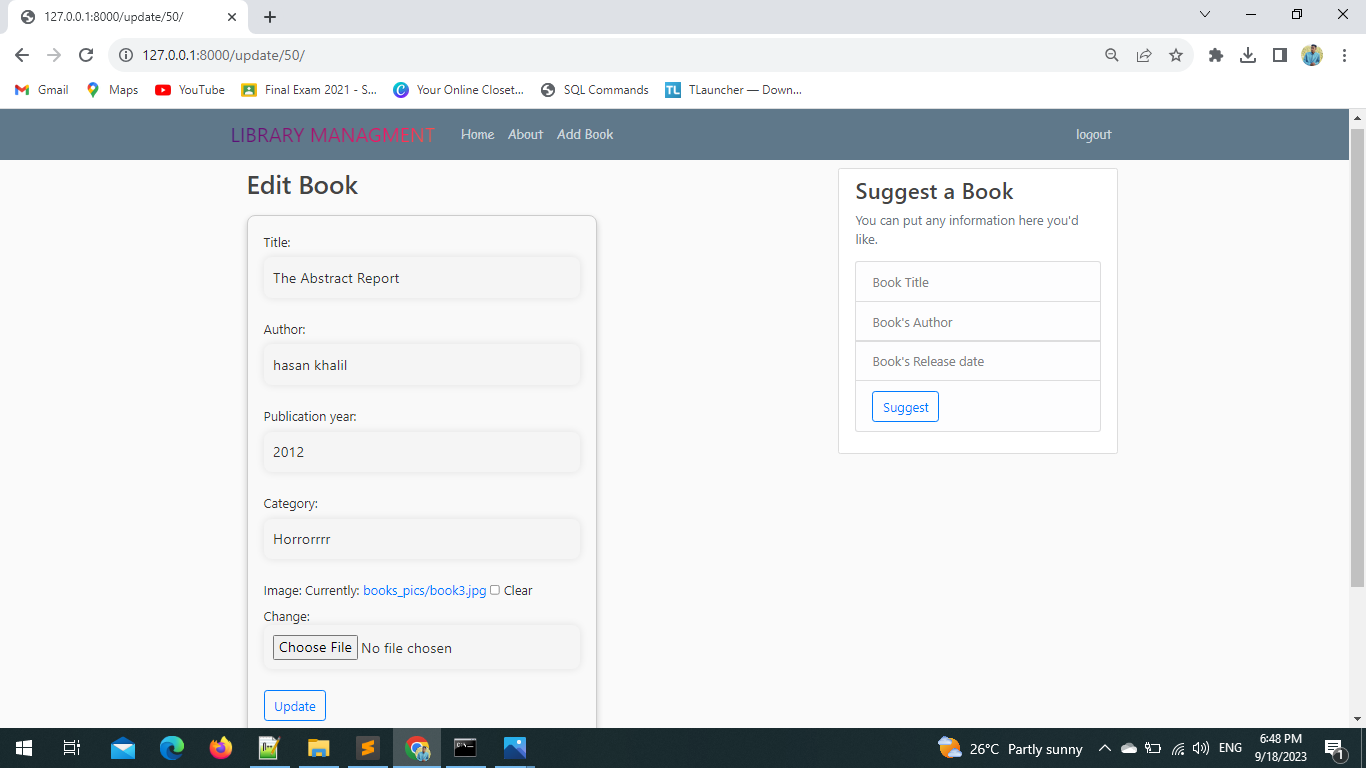 127.0.0.1:8000/update/50/
127.0.0.1:8000/update/50/
Gmail Maps YouTube Final Exam 2021 - S... Your Online Closet... SQL Commands TL TLauncher — Down...
LIBRARY MANAGMENT Home About Add Book logout
Edit Book
Title:
The Abstract Report
Author:
hasan khalil
Publication year:
2012
Category:
Horrorrrr
Image: Currently: books_pics/book3.jpg Clear
Change:
Choose File No file chosen
Update
Suggest a Book
You can put any information here you'd
like.
Book Title
Book's Author
Book's Release date
Suggest
26°C Partly sunny ENG 6:48 PM
9/18/2023
1